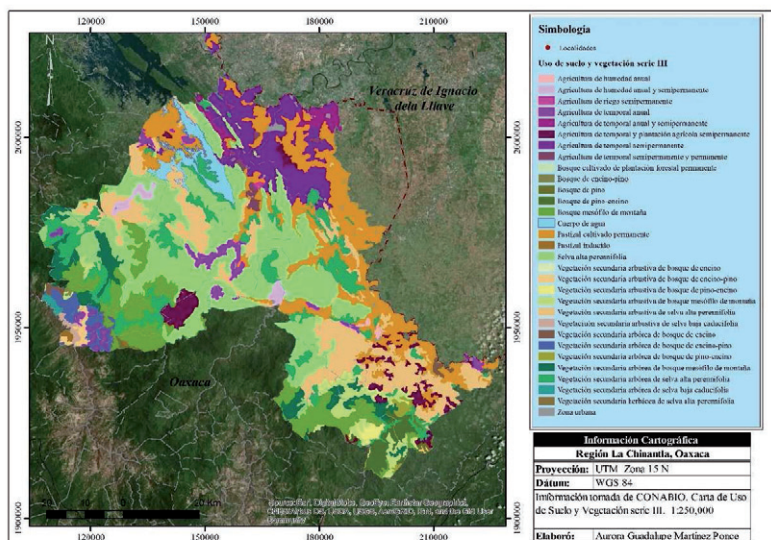 120000 150000 180000 210000
N
Veracruz de Ignacio
dela Lllave
2000000
2000000
1950000
1950000
Oaxaca
1900000
1900000
20 Km
120000 150000 180000 210000
Simbología
Localidades
Uso de suelo y vegetación serie III
Agricultura de humedad anual
Agricultura de humedad anual y semipermanente
Agricultura de riego semipermanente
Agricultura de temporal anual
Agricultura de temporal anual y semipermanente
Agricultura de temporal y plantación agrícola semipermanente
Agricultura de temporal semipermanente
Agricultura de temporal semipermanente y permanente
Bosque cultivado de plantación forestal permanente
Bosque de encino-pino
Bosque de pino
Bosque de pino-encino
Bosque mesófilo de montaña
Cuerpo de agua
Pastizal cultivado permanente
Pastizal inducido
Selva alta perennifolia
Vegetación secundaria arbustiva de bosque de encino
Vegetación secundaria arbustiva de bosque de encino-pino
Vegetación secundaria arbustiva de bosque de pino-encino
Vegetación secundaria arbustiva de bosque mesófilo de montaña
Vegetación secundaria arbustiva de selva alta perennifolia
Vegetación secundaria arbustiva de selva baja caducifolia
Vegetación secundaria arbórea de bosque de encino
Vegetación secundaria arbórea de bosque de encino-pino
Vegetación secundaria arbórea de bosque de pino-encino
Vegetación secundaria arbórea de bosque mesófilo de montaña
Vegetación secundaria arbórea de selva alta perennifolia
Vegetación secundaria arbórea de selva baja caducifolia
Vegetación secundaria herbácea de selva alta perennifolia
Zona urbana
Información Cartográfica
Región La Chinantla, Oaxaca
Proyección: UTM Zona 15 N
Dátum: WGS 84
Información tomada de CONABIO. Carta de Uso
de Suelo y Vegetación serie III. 1:250,000
Elaboró: Aurora Guadalupe Martínez Ponce